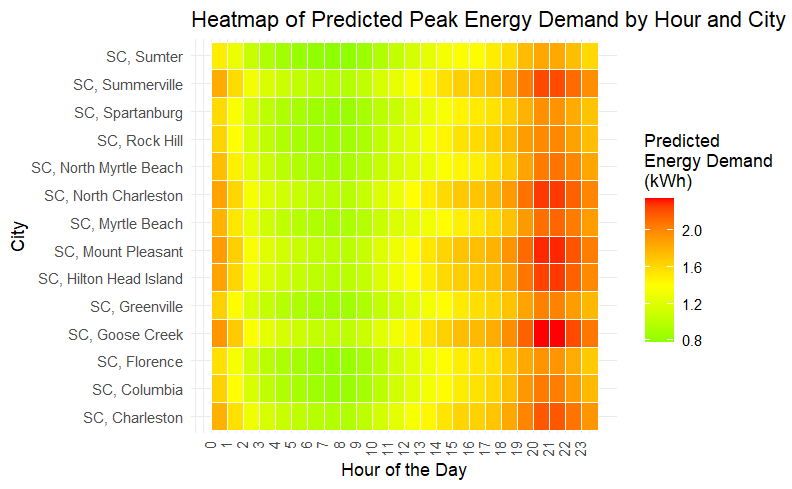 Heatmap of Predicted Peak Energy Demand by Hour and City
SC, Sumter
SC, Summerville
SC, Spartanburg
SC, Rock Hill
SC, North Myrtle Beach
SC, North Charleston
SC, Myrtle Beach
SC, Mount Pleasant
SC, Hilton Head Island
SC, Greenville
SC, Goose Creek
SC, Florence
SC, Columbia
SC, Charleston
City
0 1 2 3 4 5 6 7 8 9 10 11 12 13 14 15 16 17 18 19 20 21 22 23
Hour of the Day
Predicted
Energy Demand
(kWh)
2.0
1.6
1.2
0.8